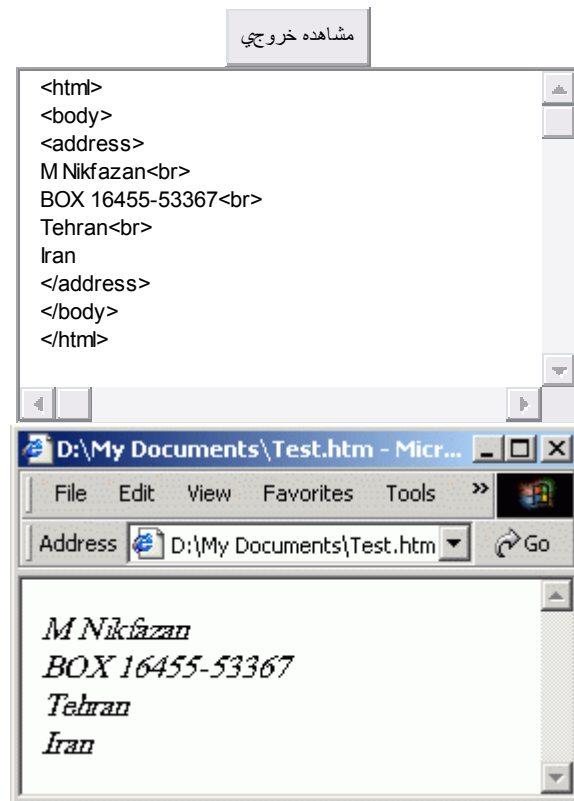 مشاهده خروجي
<html>
<body>
<address>
M Nikfazan<br>
BOX 16455-53367<br>
Tehran<br>
Iran
</address>
</body>
</html>
D:\My Documents\Test.htm - Micr...
File Edit View Favorites Tools »
Address D:\My Documents\Test.htm Go
M Nikfazan
BOX 16455-53367
Tehran
Iran